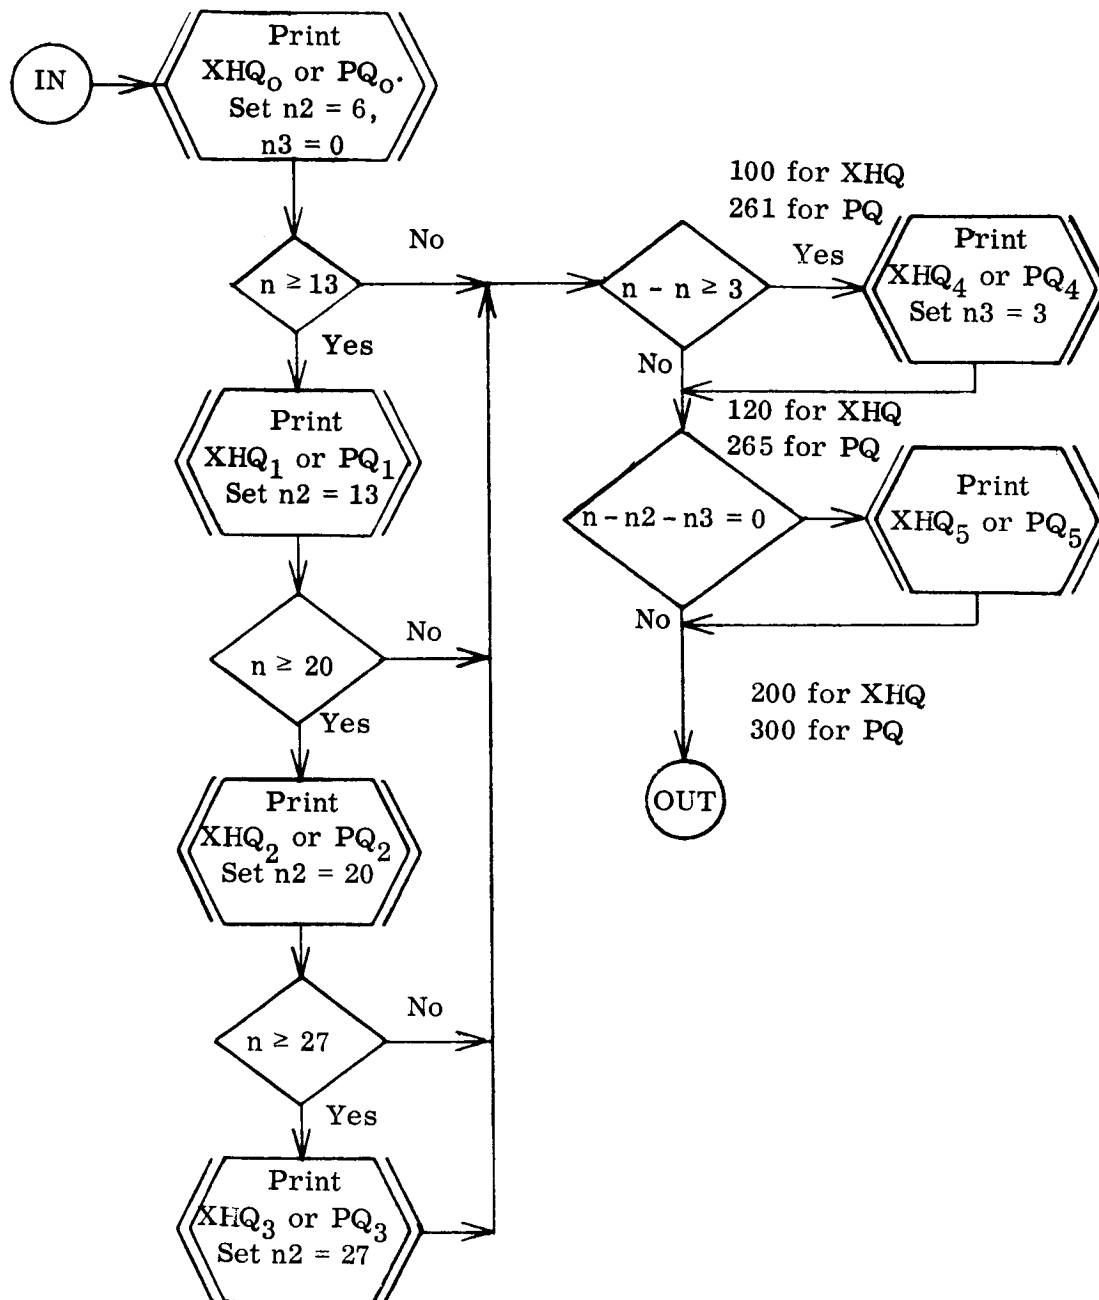 IN
Print
XHQ₀ or PQ₀.
Set n2 = 6,
n3 = 0
n ≥ 13
No
Yes
Print
XHQ₁ or PQ₁
Set n2 = 13
n ≥ 20
No
Yes
Print
XHQ₂ or PQ₂
Set n2 = 20
n ≥ 27
No
Yes
Print
XHQ₃ or PQ₃
Set n2 = 27
100 for XHQ
261 for PQ
n - n ≥ 3
Yes
No
Print
XHQ₄ or PQ₄
Set n3 = 3
120 for XHQ
265 for PQ
n - n2 - n3 = 0
No
Print
XHQ₅ or PQ₅
200 for XHQ
300 for PQ
OUT